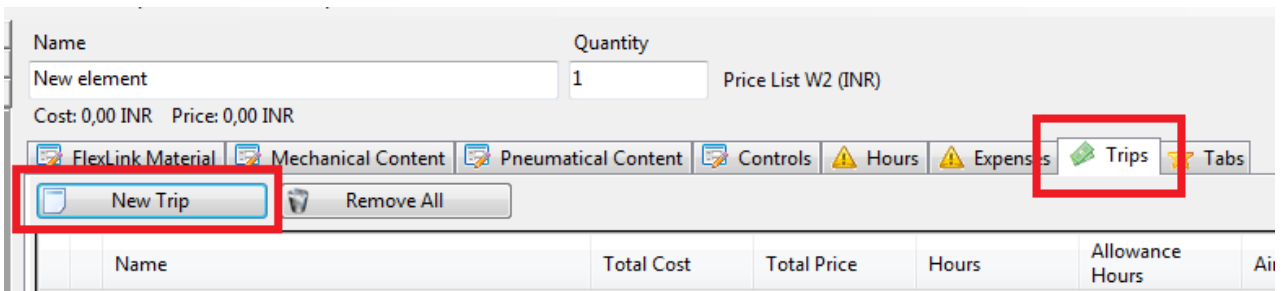 Name Quantity
New element 1 Price List W2 (INR)
Cost: 0,00 INR Price: 0,00 INR
FlexLink Material Mechanical Content Pneumatical Content Controls Hours Expenses Trips Tabs
New Trip Remove All
Name Total Cost Total Price Hours Allowance Hours